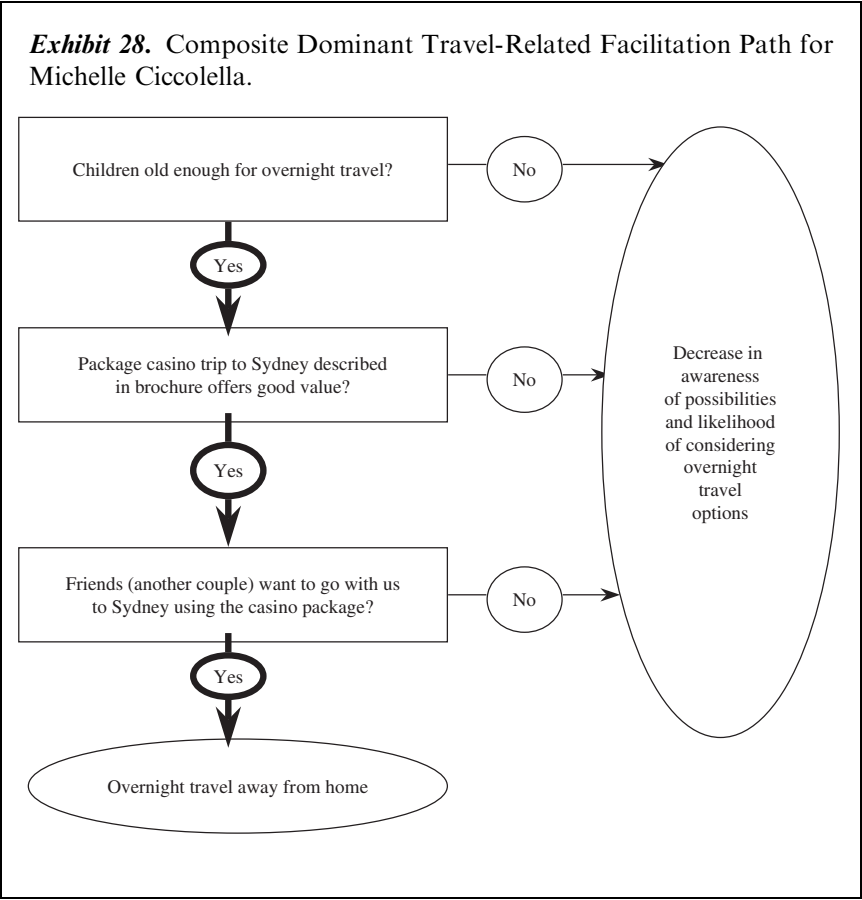 Exhibit 28. Composite Dominant Travel-Related Facilitation Path for
Michelle Ciccolella.
Children old enough for overnight travel?
No
Yes
Package casino trip to Sydney described
in brochure offers good value?
No
Yes
Friends (another couple) want to go with us
to Sydney using the casino package?
No
Yes
Overnight travel away from home
Decrease in
awareness
of possibilities
and likelihood
of considering
overnight
travel
options